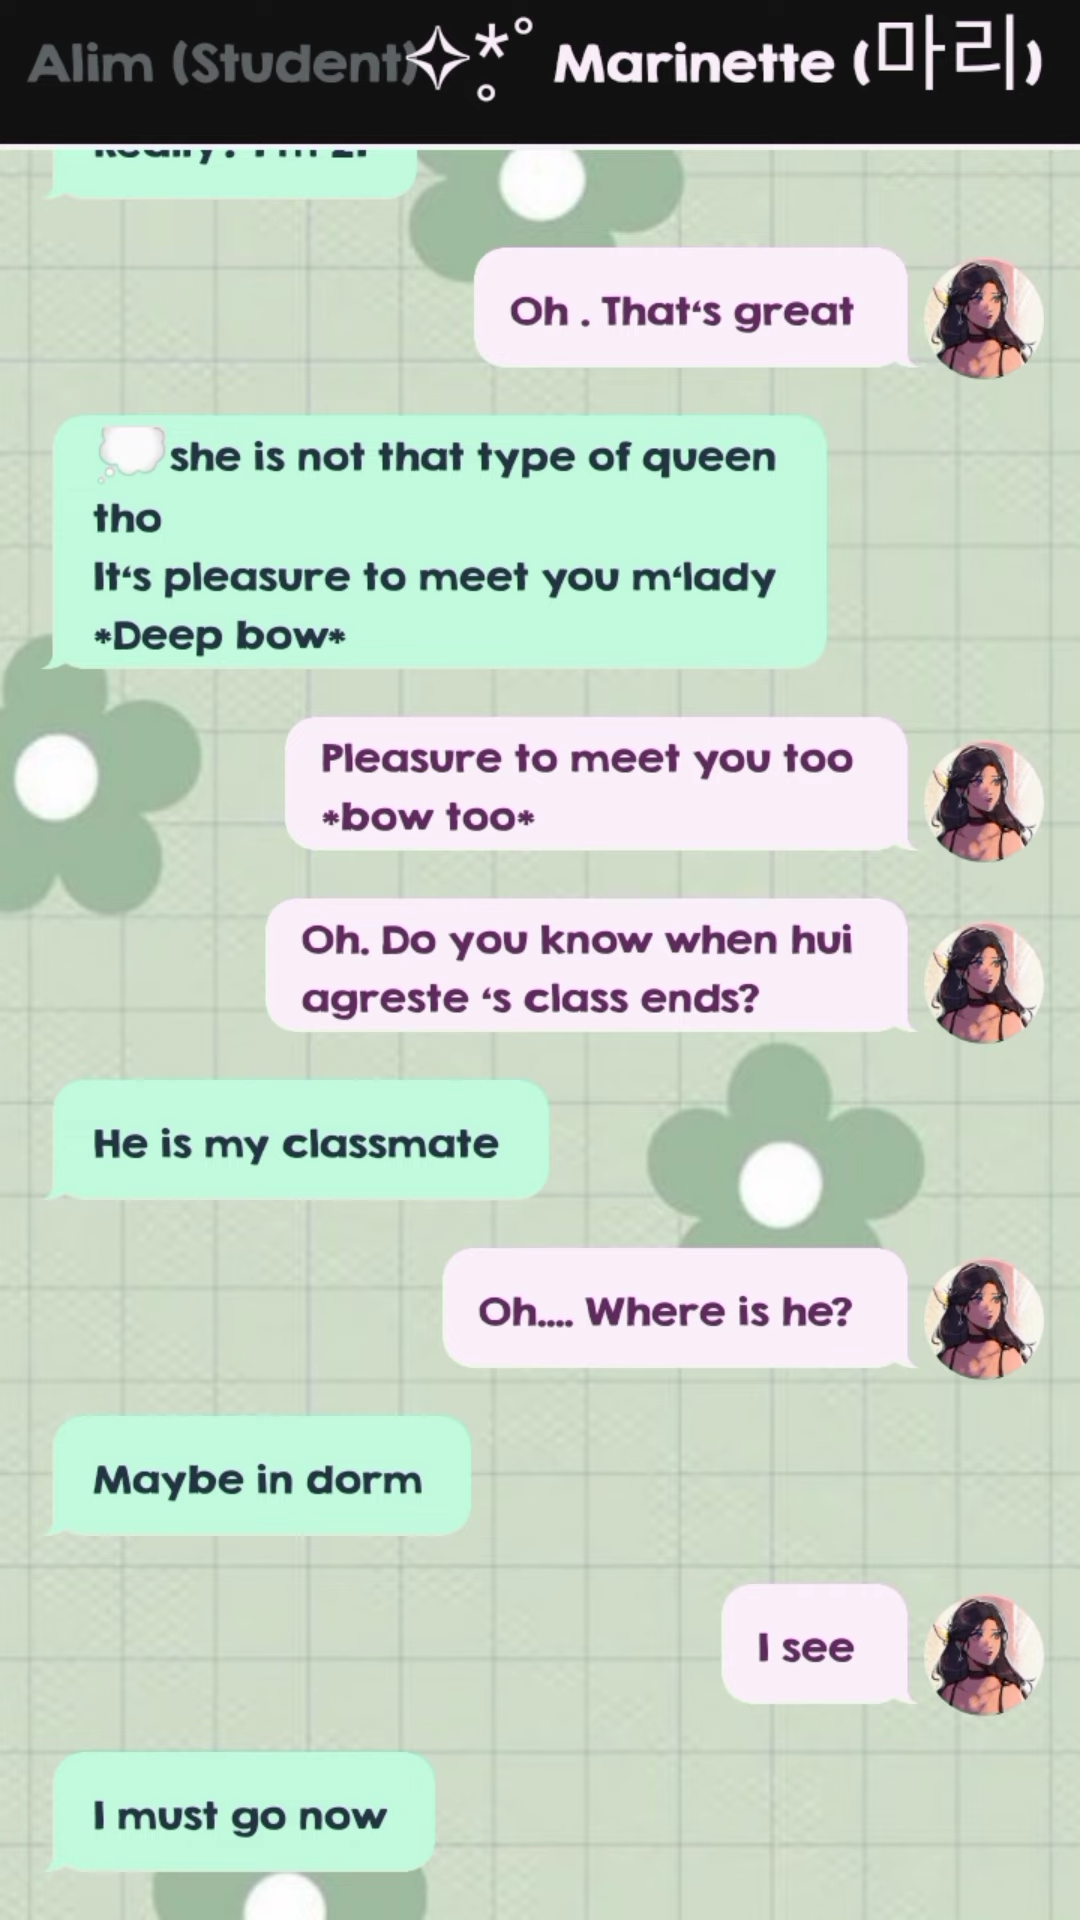 Alim (Student) ✧*˚ Marinette (마리)
Really? I'm 21
Oh . That‘s great
💭she is not that type of queen
tho
It‘s pleasure to meet you m‘lady
*Deep bow*
Pleasure to meet you too
*bow too*
Oh. Do you know when hui
agreste ‘s class ends?
He is my classmate
Oh.... Where is he?
Maybe in dorm
I see
I must go now